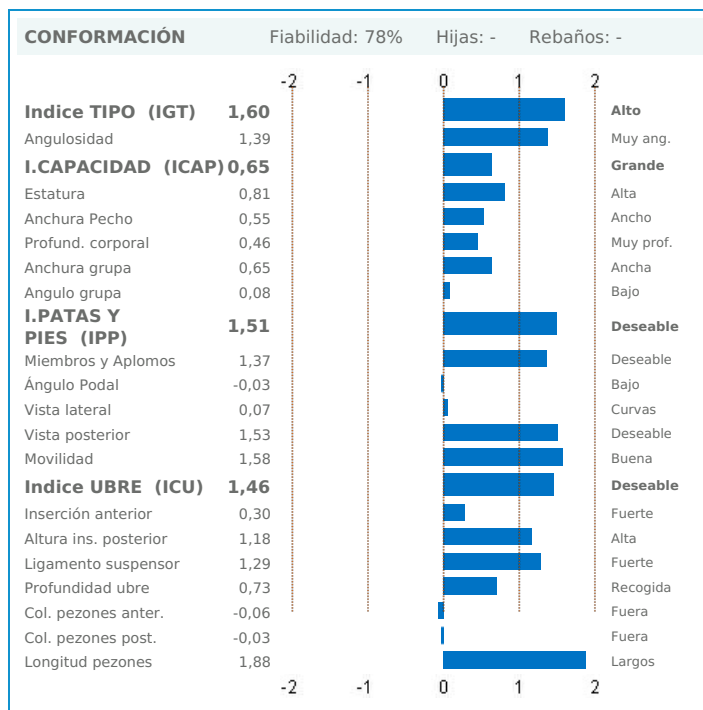 CONFORMACIÓN Fiabilidad: 78% Hijas: - Rebaños: -
-2 -1 0 1 2
Indice TIPO (IGT) 1,60 Alto
Angulosidad 1,39 Muy ang.
I.CAPACIDAD (ICAP) 0,65 Grande
Estatura 0,81 Alta
Anchura Pecho 0,55 Ancho
Profund. corporal 0,46 Muy prof.
Anchura grupa 0,65 Ancha
Angulo grupa 0,08 Bajo
I.PATAS Y
PIES (IPP) 1,51 Deseable
Miembros y Aplomos 1,37 Deseable
Ángulo Podal -0,03 Bajo
Vista lateral 0,07 Curvas
Vista posterior 1,53 Deseable
Movilidad 1,58 Buena
Indice UBRE (ICU) 1,46 Deseable
Inserción anterior 0,30 Fuerte
Altura ins. posterior 1,18 Alta
Ligamento suspensor 1,29 Fuerte
Profundidad ubre 0,73 Recogida
Col. pezones anter. -0,06 Fuera
Col. pezones post. -0,03 Fuera
Longitud pezones 1,88 Largos
-2 -1 0 1 2